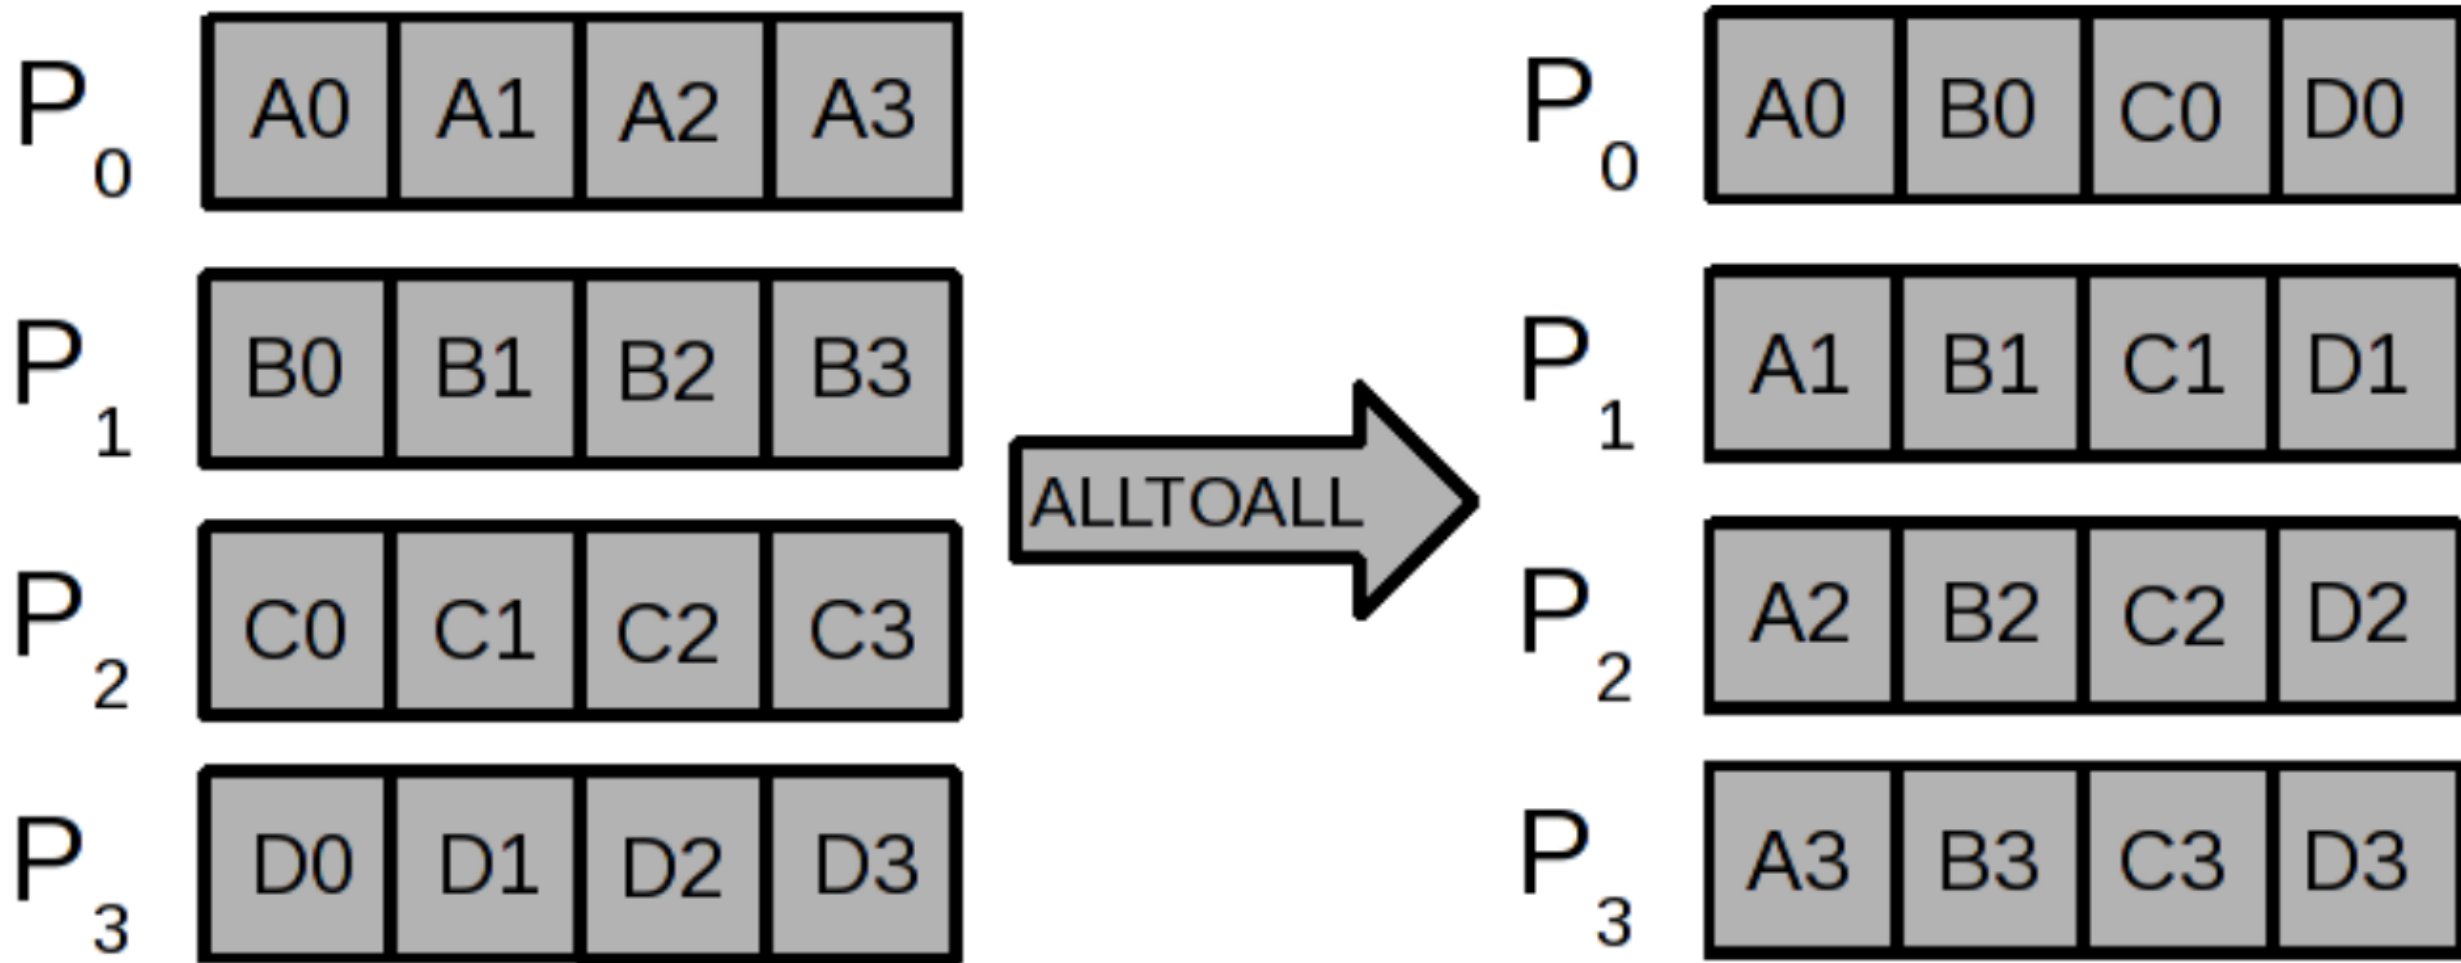 P0 A0 A1 A2 A3 P0 A0 B0 C0 D0
P1 B0 B1 B2 B3 P1 A1 B1 C1 D1
ALLTOALL
P2 C0 C1 C2 C3 P2 A2 B2 C2 D2
P3 D0 D1 D2 D3 P3 A3 B3 C3 D3